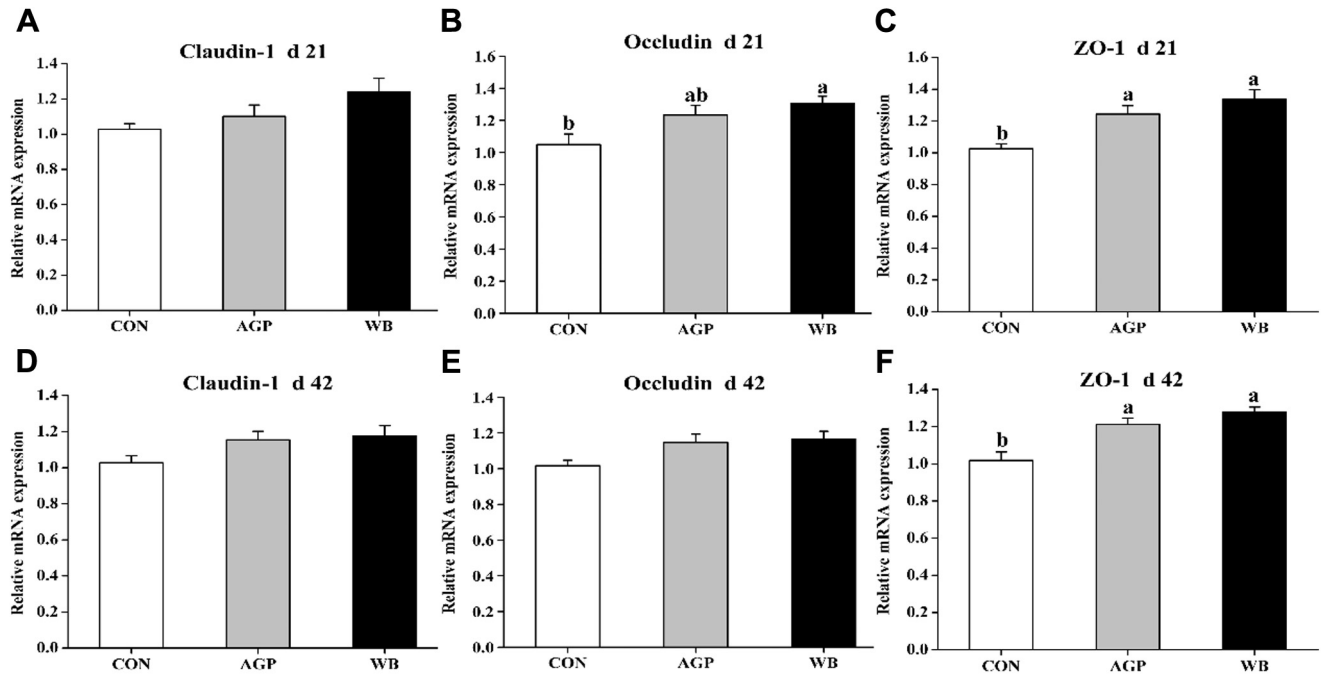 A
Claudin-1 d 21
Relative mRNA expression
1.4
1.2
1.0
0.8
0.6
0.4
0.2
0.0
CON AGP WB
B
Occludin d 21
Relative mRNA expression
1.6
1.4
1.2
1.0
0.8
0.6
0.4
0.2
0.0
b ab a
CON AGP WB
C
ZO-1 d 21
Relative mRNA expression
1.6
1.4
1.2
1.0
0.8
0.6
0.4
0.2
0.0
b a a
CON AGP WB
D
Claudin-1 d 42
Relative mRNA expression
1.4
1.2
1.0
0.8
0.6
0.4
0.2
0.0
CON AGP WB
E
Occludin d 42
Relative mRNA expression
1.4
1.2
1.0
0.8
0.6
0.4
0.2
0.0
CON AGP WB
F
ZO-1 d 42
Relative mRNA expression
1.4
1.2
1.0
0.8
0.6
0.4
0.2
0.0
b a a
CON AGP WB